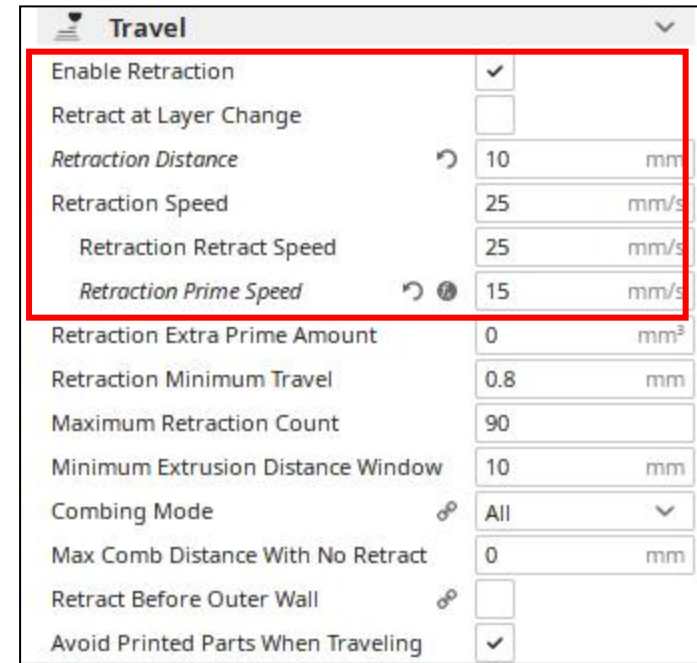 Travel
Enable Retraction
Retract at Layer Change
Retraction Distance 10 mm
Retraction Speed 25 mm/s
Retraction Retract Speed 25 mm/s
Retraction Prime Speed 15 mm/s
Retraction Extra Prime Amount 0 mm³
Retraction Minimum Travel 0.8 mm
Maximum Retraction Count 90
Minimum Extrusion Distance Window 10 mm
Combing Mode All
Max Comb Distance With No Retract 0 mm
Retract Before Outer Wall
Avoid Printed Parts When Traveling